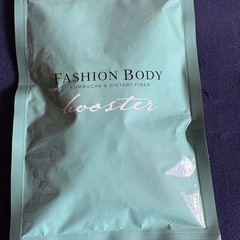 FASHION BODY
KOMBUCHA & DIETARY FIBER
booster